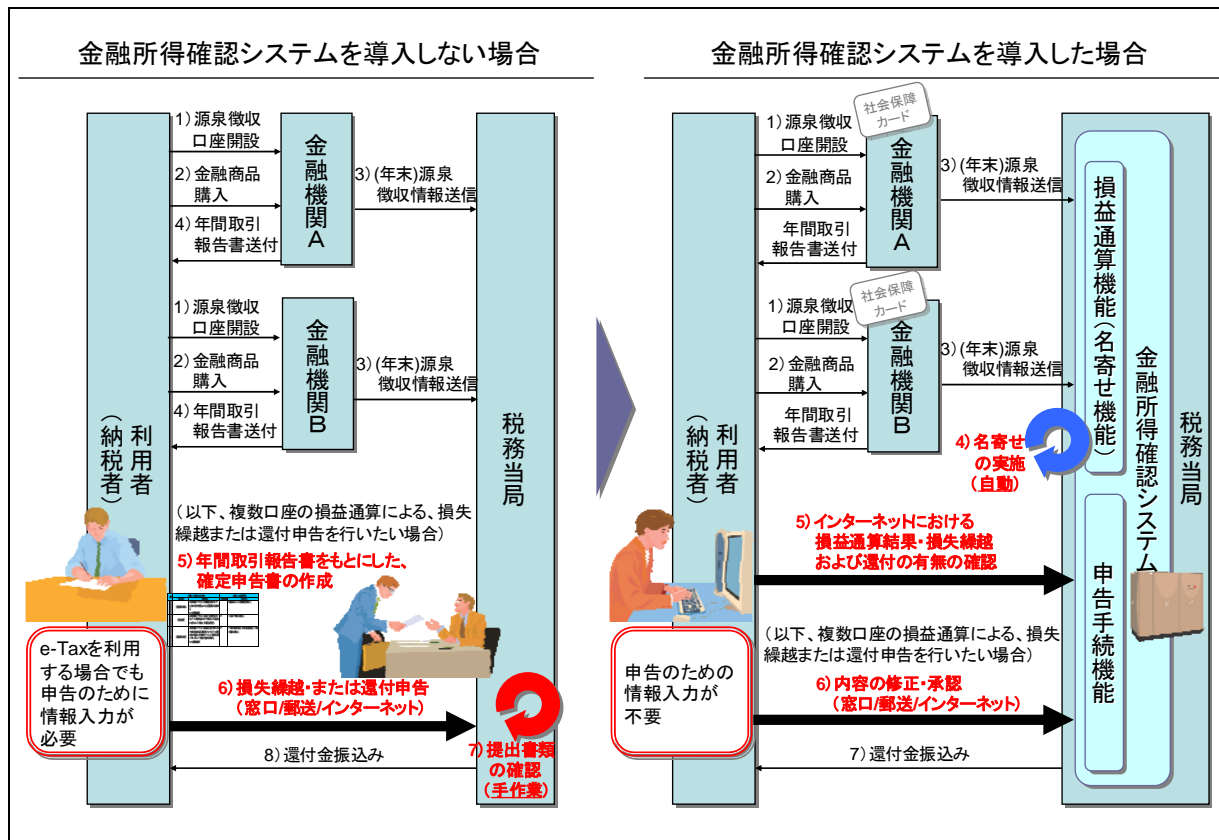 金融所得確認システムを導入しない場合
利用者
(納税者)
1)源泉徴収
口座開設
2)金融商品
購入
4)年間取引
報告書送付
金融機関A
3)(年末)源泉
徴収情報送信
1)源泉徴収
口座開設
2)金融商品
購入
4)年間取引
報告書送付
金融機関B
3)(年末)源泉
徴収情報送信
税務当局
(以下、複数口座の損益通算による、損失
繰越または還付申告を行いたい場合)
5)年間取引報告書をもとにした、
確定申告書の作成
e-Taxを利用
する場合でも
申告のために
情報入力が
必要
6)損失繰越・または還付申告
(窓口/郵送/インターネット)
7)提出書類
の確認
(手作業)
8)還付金振込み
金融所得確認システムを導入した場合
利用者
(納税者)
1)源泉徴収
口座開設
2)金融商品
購入
年間取引
報告書送付
社会保障
カード
金融機関A
3)(年末)源泉
徴収情報送信
1)源泉徴収
口座開設
2)金融商品
購入
年間取引
報告書送付
社会保障
カード
金融機関B
3)(年末)源泉
徴収情報送信
4)名寄せ
の実施
(自動)
損益通算機能(名寄せ機能)
申告手続機能
金融所得確認システム
税務当局
5)インターネットにおける
損益通算結果・損失繰越
および還付の有無の確認
(以下、複数口座の損益通算による、損失
繰越または還付申告を行いたい場合)
申告のための
情報入力が
不要
6)内容の修正・承認
(窓口/郵送/インターネット)
7)還付金振込み